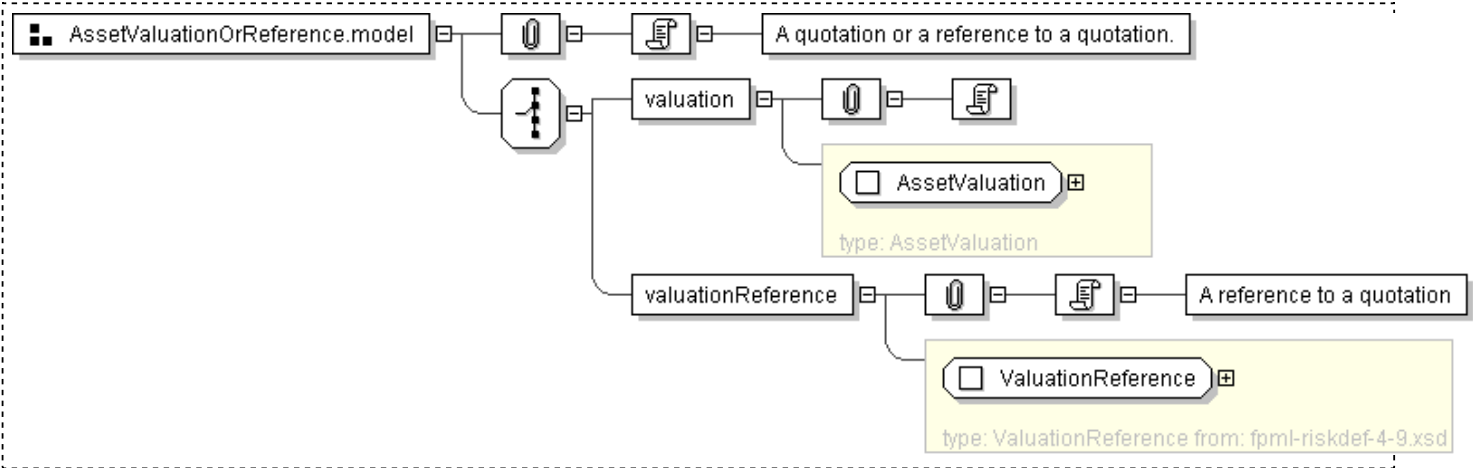 AssetValuationOrReference.model
A quotation or a reference to a quotation.
valuation
AssetValuation
type: AssetValuation
valuationReference
A reference to a quotation
ValuationReference
type: ValuationReference from: fpml-riskdef-4-9.xsd